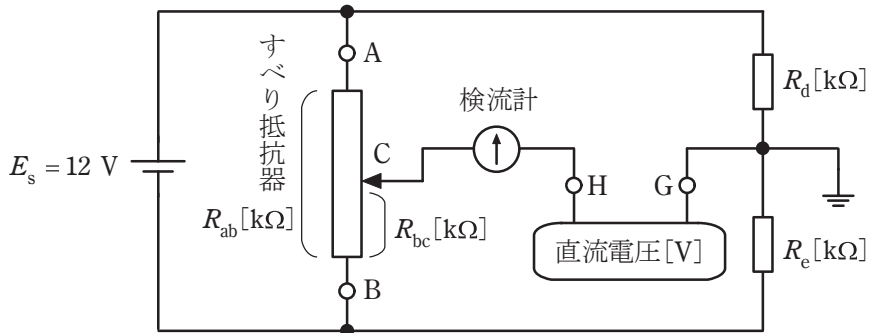 A
すべり抵抗器
検流計
R_d[kΩ]
C
E_s = 12 V
H
G
R_ab[kΩ]
R_bc[kΩ]
直流電圧[V]
R_e[kΩ]
B